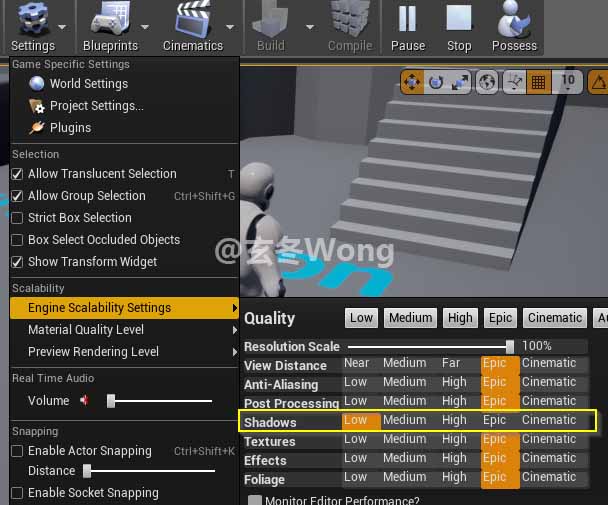 Settings Blueprints Cinematics Build Compile Pause Stop Possess
Game Specific Settings
World Settings
Project Settings...
Plugins
10
Selection
Allow Translucent Selection T
Allow Group Selection Ctrl+Shift+G
Strict Box Selection
Box Select Occluded Objects
Show Transform Widget
@玄冬Wong
Scalability
Engine Scalability Settings
Material Quality Level
Preview Rendering Level
Real Time Audio
Volume
Snapping
Enable Actor Snapping Ctrl+Shift+K
Distance
Enable Socket Snapping
Quality Low Medium High Epic Cinematic
Resolution Scale 100%
View Distance Near Medium Far Epic Cinematic
Anti-Aliasing Low Medium High Epic Cinematic
Post Processing Low Medium High Epic Cinematic
Shadows Low Medium High Epic Cinematic
Textures Low Medium High Epic Cinematic
Effects Low Medium High Epic Cinematic
Foliage Low Medium High Epic Cinematic
Monitor Editor Performance?